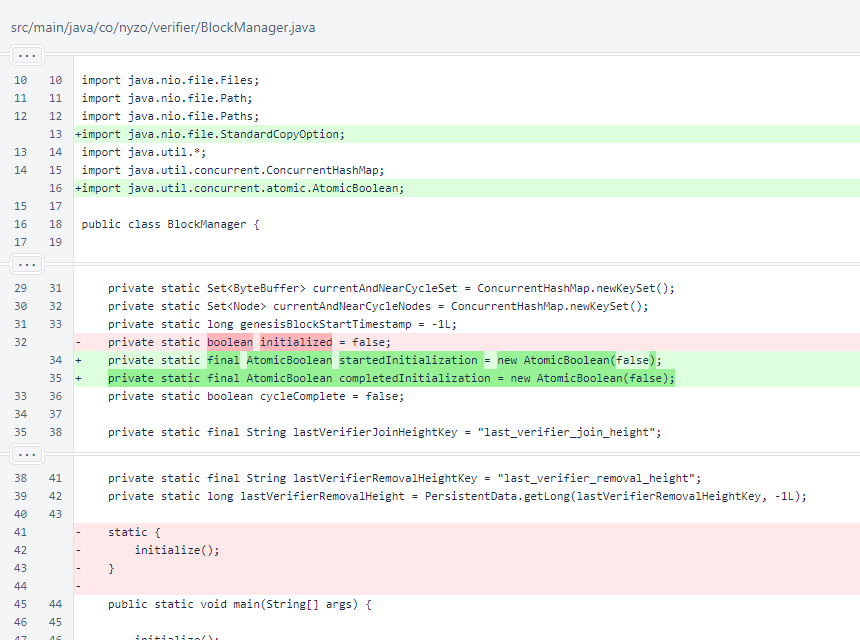 src/main/java/co/nyzo/verifier/BlockManager.java
...
10 10 import java.nio.file.Files;
11 11 import java.nio.file.Path;
12 12 import java.nio.file.Paths;
13 +import java.nio.file.StandardCopyOption;
13 14 import java.util.*;
14 15 import java.util.concurrent.ConcurrentHashMap;
16 +import java.util.concurrent.atomic.AtomicBoolean;
15 17
16 18 public class BlockManager {
17 19
...
29 31 private static Set<ByteBuffer> currentAndNearCycleSet = ConcurrentHashMap.newKeySet();
30 32 private static Set<Node> currentAndNearCycleNodes = ConcurrentHashMap.newKeySet();
31 33 private static long genesisBlockStartTimestamp = -1L;
32 - private static boolean initialized = false;
34 + private static final AtomicBoolean startedInitialization = new AtomicBoolean(false);
35 + private static final AtomicBoolean completedInitialization = new AtomicBoolean(false);
33 36 private static boolean cycleComplete = false;
34 37
35 38 private static final String lastVerifierJoinHeightKey = "last_verifier_join_height";
...
38 41 private static final String lastVerifierRemovalHeightKey = "last_verifier_removal_height";
39 42 private static long lastVerifierRemovalHeight = PersistentData.getLong(lastVerifierRemovalHeightKey, -1L);
40 43
41 - static {
42 - initialize();
43 - }
44 -
45 44 public static void main(String[] args) {
46 45
47 46 initialize();